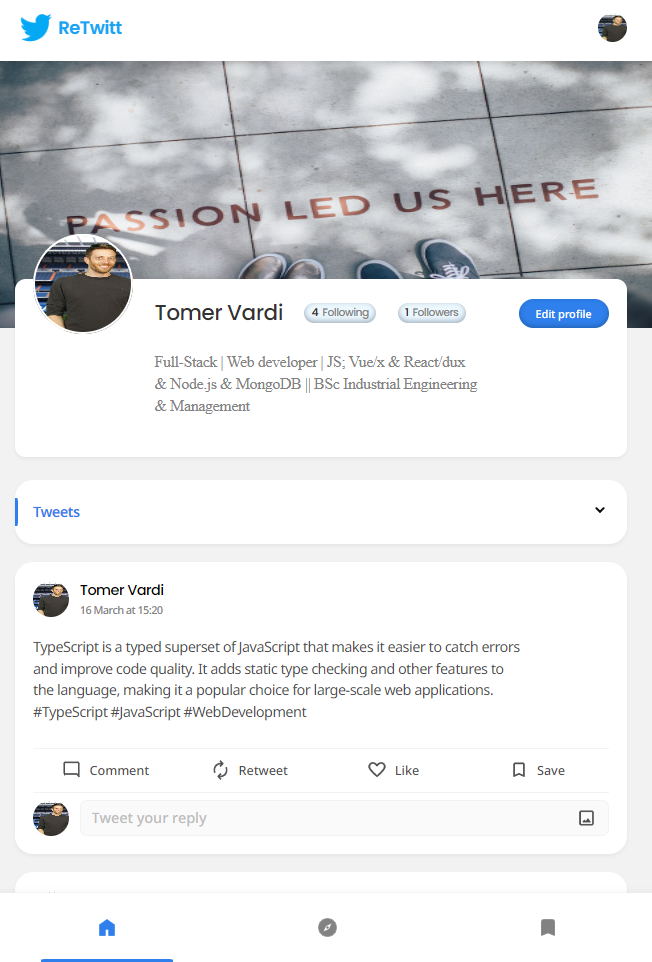 ReTwitt
PASSION LED US HERE
Tomer Vardi
4 Following
1 Followers
Edit profile
Full-Stack | Web developer | JS; Vue/x & React/dux
& Node.js & MongoDB || BSc Industrial Engineering
& Management
Tweets
Tomer Vardi
16 March at 15:20
TypeScript is a typed superset of JavaScript that makes it easier to catch errors
and improve code quality. It adds static type checking and other features to
the language, making it a popular choice for large-scale web applications.
#TypeScript #JavaScript #WebDevelopment
Comment
Retweet
Like
Save
Tweet your reply